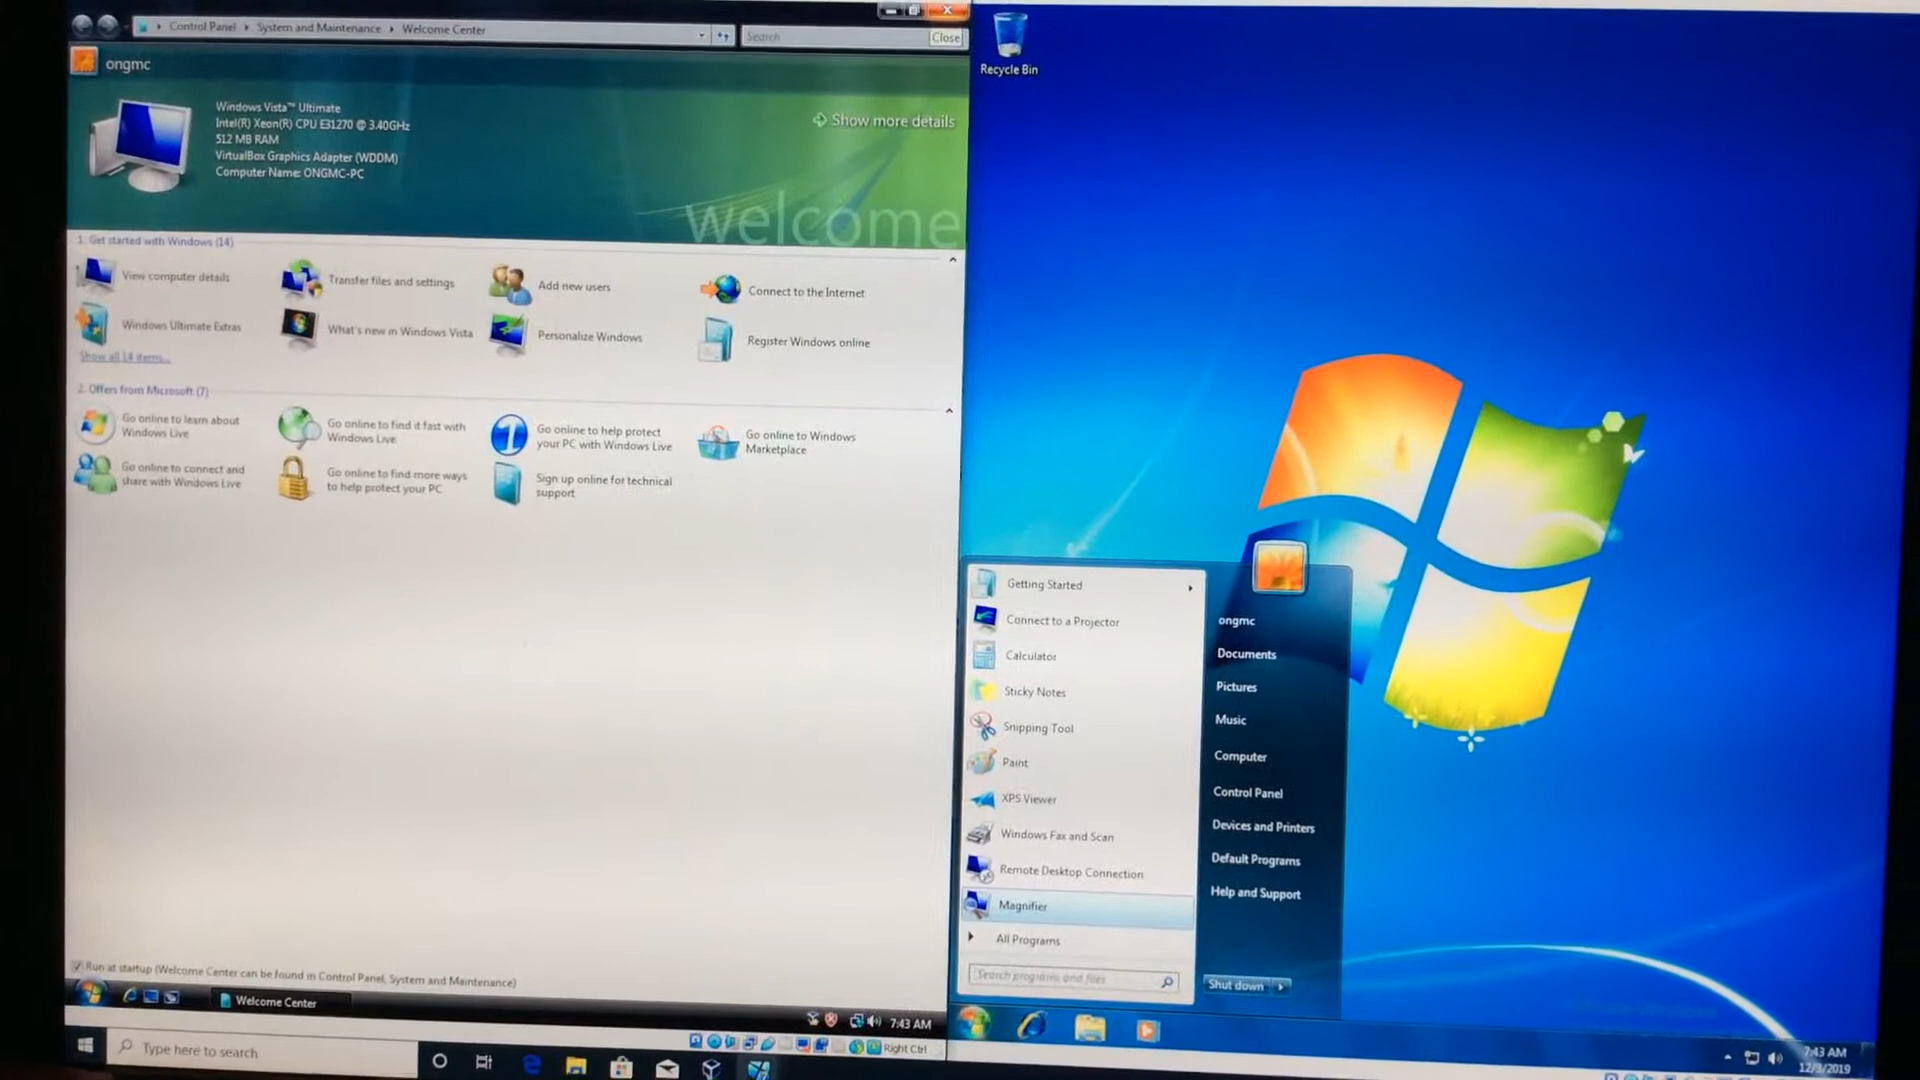 Control Panel System and Maintenance Welcome Center
Search
Close
ongmc
Windows Vista™ Ultimate
Intel(R) Xeon(R) CPU E31270 @ 3.40GHz
512 MB RAM
VirtualBox Graphics Adapter (WDDM)
Computer Name: ONGMC-PC
Show more details
welcome
1. Get started with Windows (14)
View computer details
Transfer files and settings
Add new users
Connect to the Internet
Windows Ultimate Extras
What's new in Windows Vista
Personalize Windows
Register Windows online
Show all 14 items...
2. Offers from Microsoft (7)
Go online to learn about
Windows Live
Go online to find it fast with
Windows Live
Go online to help protect
your PC with Windows Live
Go online to Windows
Marketplace
Go online to connect and
share with Windows Live
Go online to find more ways
to help protect your PC
Sign up online for technical
support
Run at startup (Welcome Center can be found in Control Panel, System and Maintenance)
Welcome Center
7:43 AM
Right Ctrl
Type here to search
Recycle Bin
Getting Started
Connect to a Projector
Calculator
Sticky Notes
Snipping Tool
Paint
XPS Viewer
Windows Fax and Scan
Remote Desktop Connection
Magnifier
All Programs
Search programs and files
ongmc
Documents
Pictures
Music
Computer
Control Panel
Devices and Printers
Default Programs
Help and Support
Shut down
7:43 AM
12/3/2019